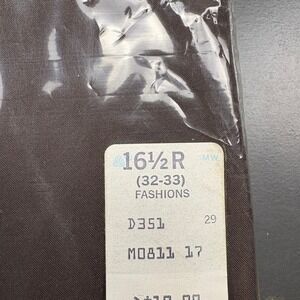 16½R MW
(32-33)
FASHIONS
D351 29
M0811 17